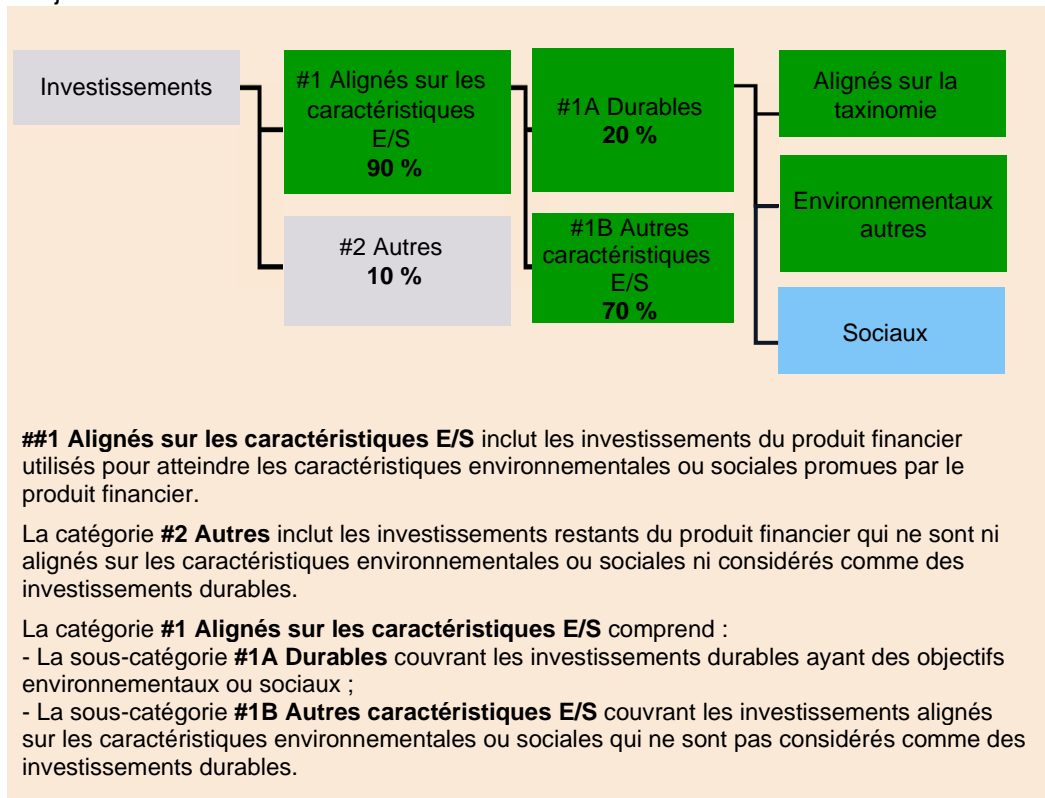 Investissements
#1 Alignés sur les
caractéristiques
E/S
90 %
#2 Autres
10 %
#1A Durables
20 %
#1B Autres
caractéristiques
E/S
70 %
Alignés sur la
taxinomie
Environnementaux
autres
Sociaux
##1 Alignés sur les caractéristiques E/S inclut les investissements du produit financier
utilisés pour atteindre les caractéristiques environnementales ou sociales promues par le
produit financier.
La catégorie #2 Autres inclut les investissements restants du produit financier qui ne sont ni
alignés sur les caractéristiques environnementales ou sociales ni considérés comme des
investissements durables.
La catégorie #1 Alignés sur les caractéristiques E/S comprend :
- La sous-catégorie #1A Durables couvrant les investissements durables ayant des objectifs
environnementaux ou sociaux ;
- La sous-catégorie #1B Autres caractéristiques E/S couvrant les investissements alignés
sur les caractéristiques environnementales ou sociales qui ne sont pas considérés comme des
investissements durables.